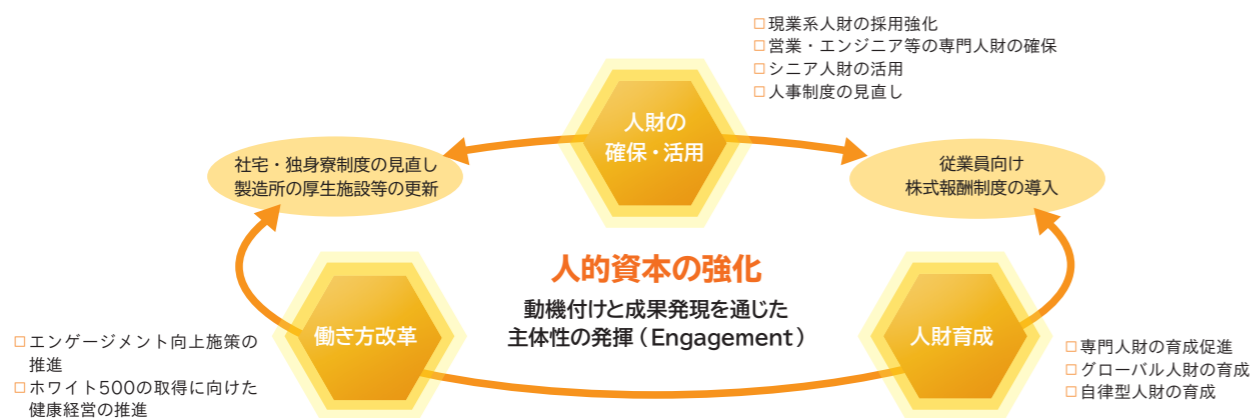 □現業系人財の採用強化
□営業・エンジニア等の専門人財の確保
□シニア人財の活用
□人事制度の見直し
人財の
確保・活用
社宅・独身寮制度の見直し
製造所の厚生施設等の更新
従業員向け
株式報酬制度の導入
人的資本の強化
動機付けと成果発現を通じた
主体性の発揮（Engagement）
働き方改革
□エンゲージメント向上施策の
推進
□ホワイト500の取得に向けた
健康経営の推進
人財育成
□専門人財の育成促進
□グローバル人財の育成
□自律型人財の育成